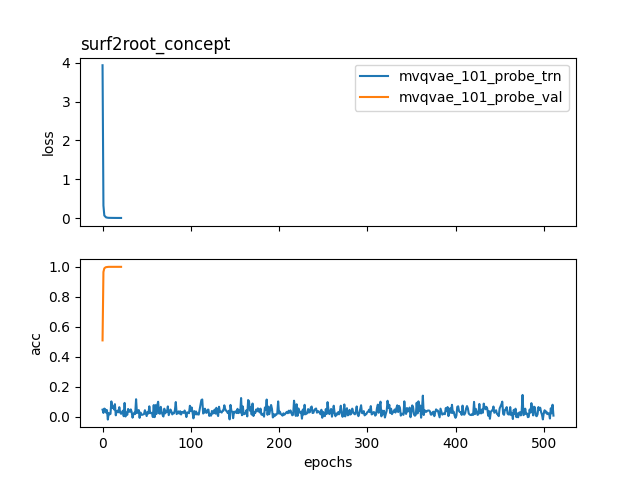 surf2root_concept
4
3
2
1
0
loss
mvqvae_101_probe_trn
mvqvae_101_probe_val
1.0
0.8
0.6
0.4
0.2
0.0
acc
0 100 200 300 400 500
epochs